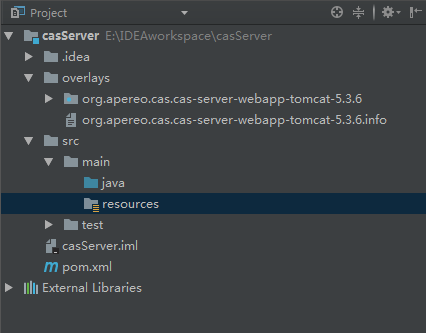 Project
casServer E:\IDEAworkspace\casServer
.idea
overlays
org.apereo.cas.cas-server-webapp-tomcat-5.3.6
org.apereo.cas.cas-server-webapp-tomcat-5.3.6.info
src
main
java
resources
test
casServer.iml
pom.xml
External Libraries